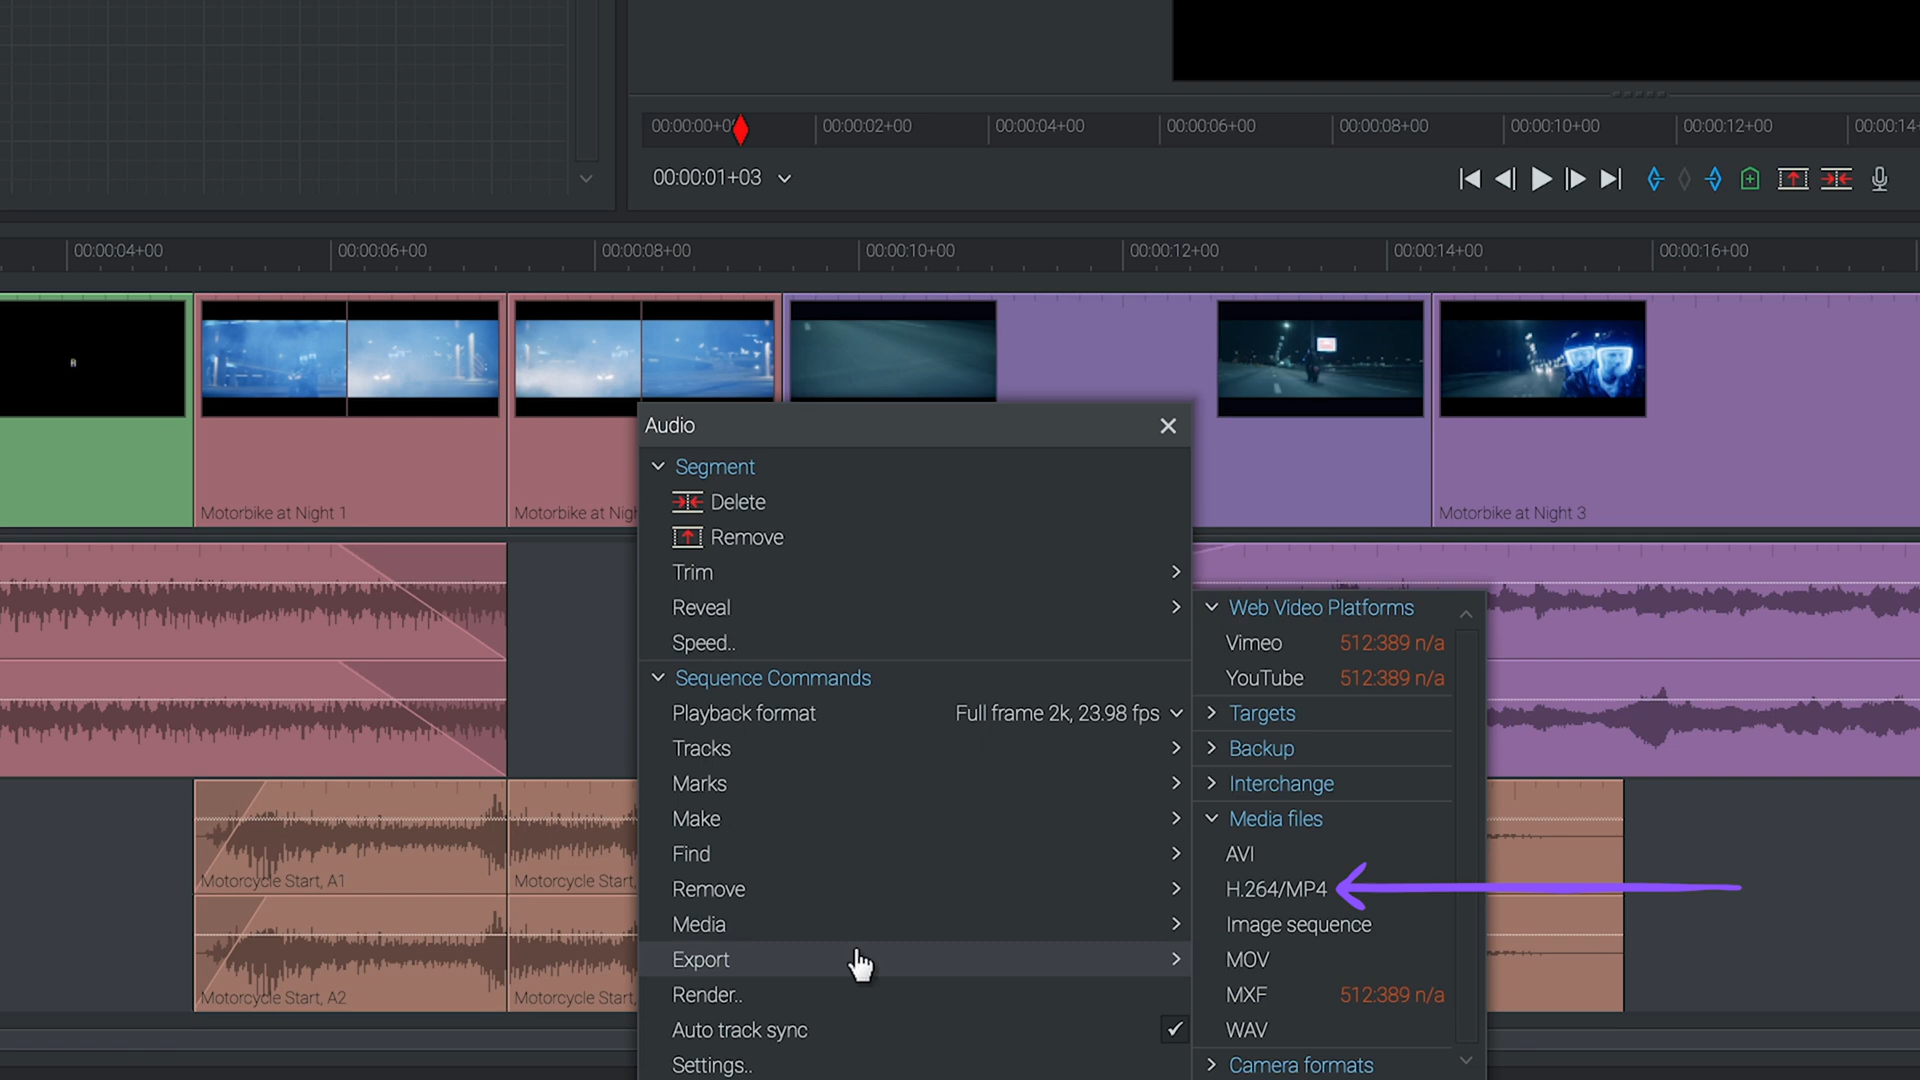 00:00:00+0
00:00:02+00
00:00:04+00
00:00:06+00
00:00:08+00
00:00:10+00
00:00:12+00
00:00:14
00:00:01+03
00:00:04+00
00:00:06+00
00:00:08+00
00:00:10+00
00:00:12+00
00:00:14+00
00:00:16+00
Motorbike at Night 1
Motorbike at Nigh
Motorbike at Night 3
Audio
Segment
Delete
Remove
Trim
Reveal
Speed..
Sequence Commands
Playback format Full frame 2k, 23.98 fps
Tracks
Marks
Make
Find
Remove
Media
Export
Render..
Auto track sync
Settings..
Web Video Platforms
Vimeo 512:389 n/a
YouTube 512:389 n/a
Targets
Backup
Interchange
Media files
AVI
H.264/MP4
Image sequence
MOV
MXF 512:389 n/a
WAV
Camera formats
Motorcycle Start, A1
Motorcycle Start,
Motorcycle Start, A2
Motorcycle Start,